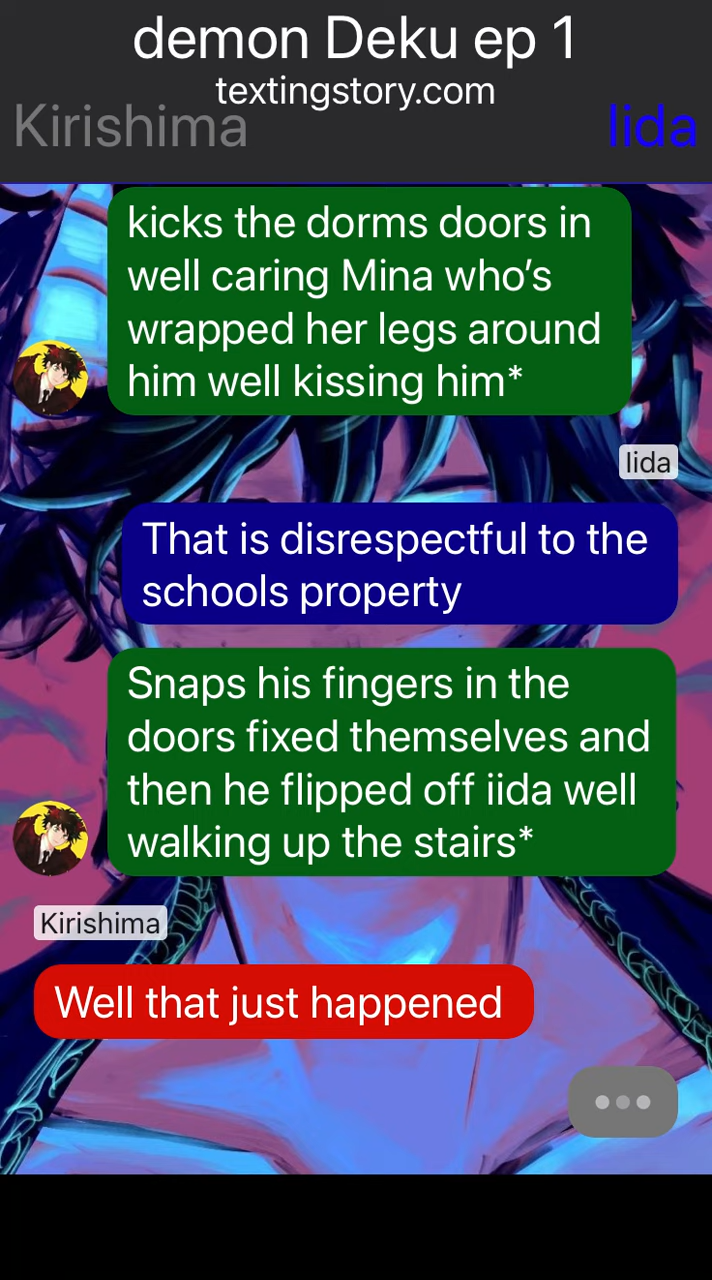 demon Deku ep 1
textingstory.com
Kirishima
Iida
kicks the dorms doors in
well caring Mina who’s
wrapped her legs around
him well kissing him*
Iida
That is disrespectful to the
schools property
Snaps his fingers in the
doors fixed themselves and
then he flipped off iida well
walking up the stairs*
Kirishima
Well that just happened